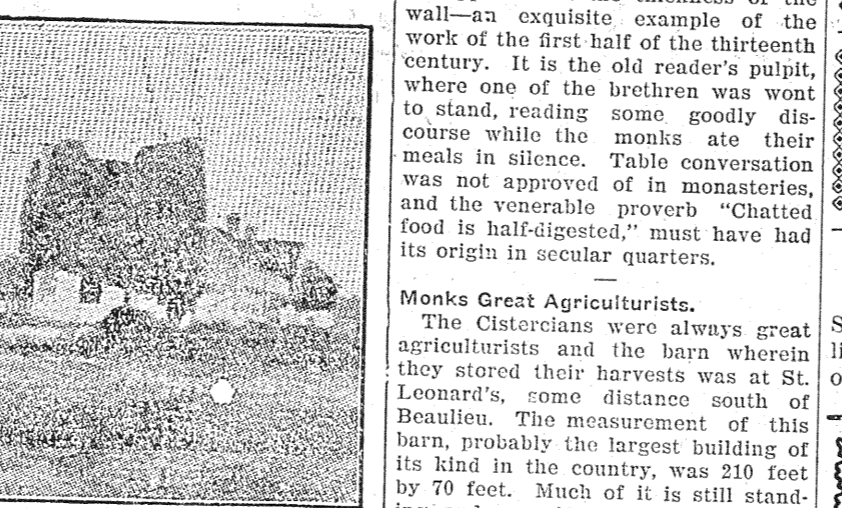 wall—an exquisite example of the
work of the first half of the thirteenth
century. It is the old reader's pulpit,
where one of the brethren was wont
to stand, reading some goodly dis-
course while the monks ate their
meals in silence. Table conversation
was not approved of in monasteries,
and the venerable proverb "Chatted
food is half-digested," must have had
its origin in secular quarters.
Monks Great Agriculturists.
The Cistercians were always great
agriculturists and the barn wherein
they stored their harvests was at St.
Leonard's, some distance south of
Beaulieu. The measurement of this
barn, probably the largest building of
its kind in the country, was 210 feet
by 70 feet. Much of it is still stand-